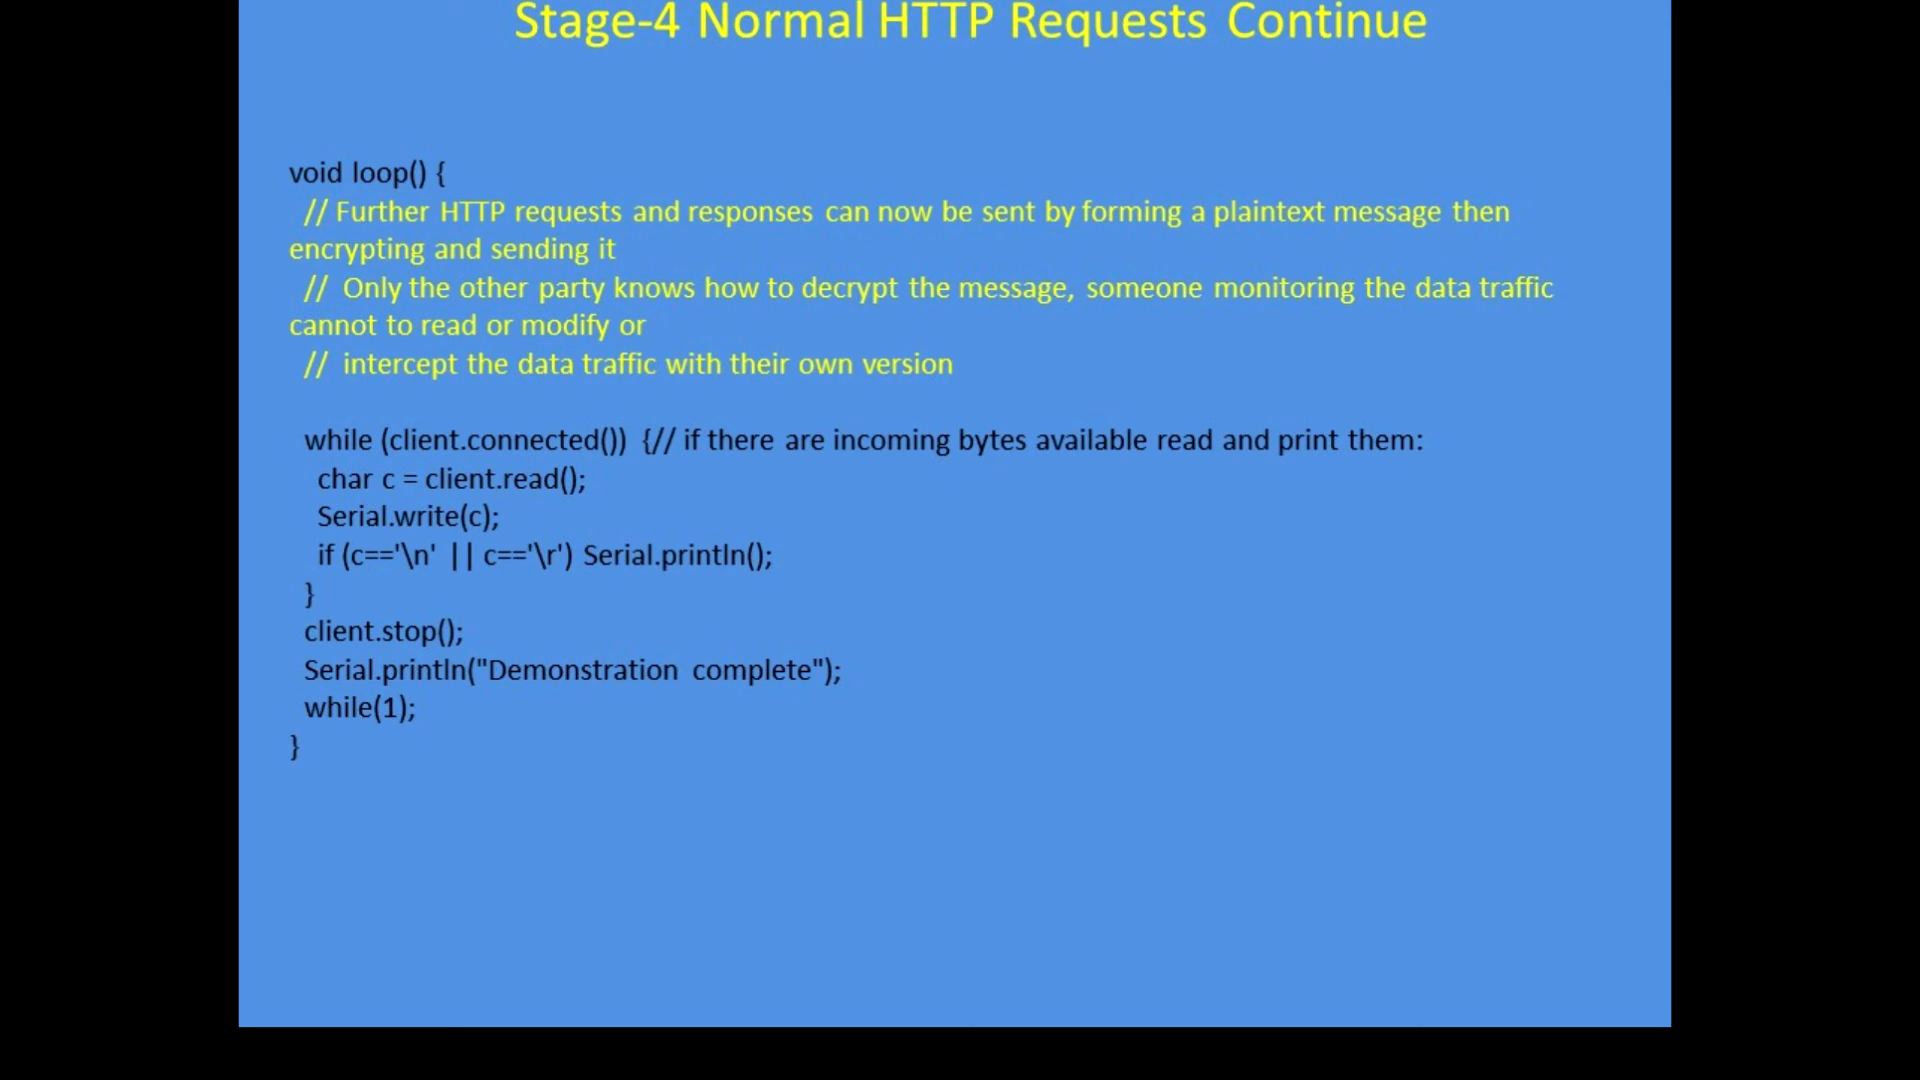 Stage-4 Normal HTTP Requests Continue
void loop() {
// Further HTTP requests and responses can now be sent by forming a plaintext message then
encrypting and sending it
// Only the other party knows how to decrypt the message, someone monitoring the data traffic
cannot to read or modify or
// intercept the data traffic with their own version
while (client.connected()) {// if there are incoming bytes available read and print them:
char c = client.read();
Serial.write(c);
if (c=='\n' || c=='\r') Serial.println();
}
client.stop();
Serial.println("Demonstration complete");
while(1);
}